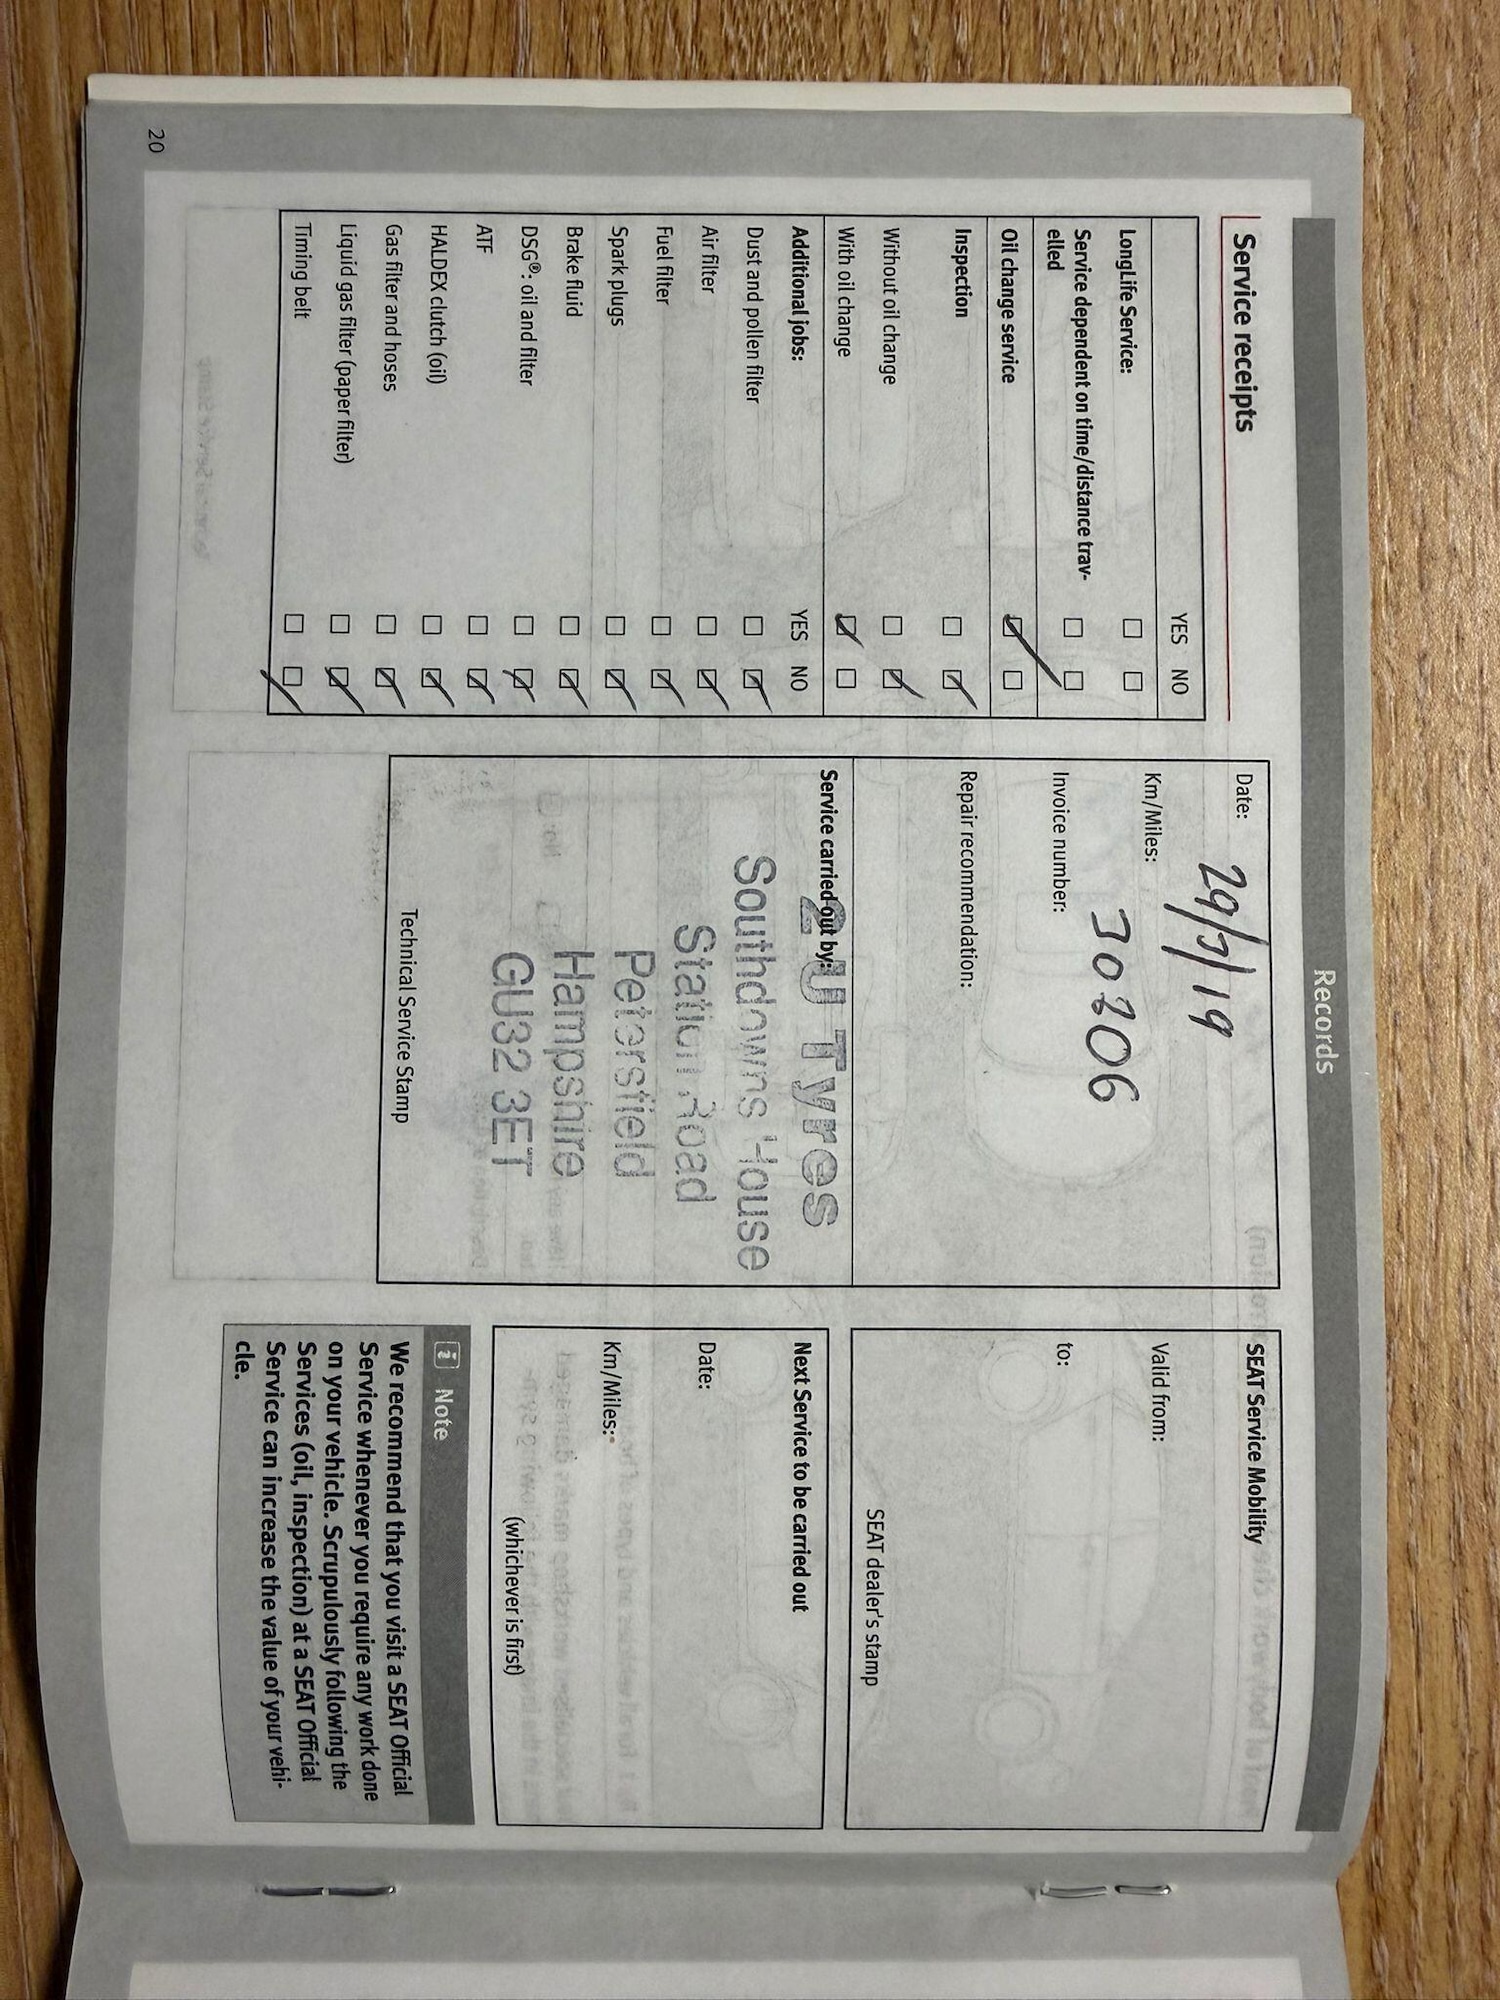 Records
Service receipts
YES NO
LongLife Service:
Service dependent on time/distance trav-
elled
Oil change service
Inspection
Without oil change
With oil change
Additional jobs: YES NO
Dust and pollen filter
Air filter
Fuel filter
Spark plugs
Brake fluid
DSG®: oil and filter
ATF
HALDEX clutch (oil)
Gas filter and hoses
Liquid gas filter (paper filter)
Timing belt
Date:
Km/Miles: 30206
Invoice number:
Repair recommendation:
Service carried out by:
2 U Tyres
Southdowns House
Station Road
Petersfield
Hampshire
GU32 3ET
Technical Service Stamp
SEAT Service Mobility
Valid from:
to:
SEAT dealer's stamp
Next Service to be carried out
Date:
Km/Miles:
(whichever is first)
i Note
We recommend that you visit a SEAT Official
Service whenever you require any work done
on your vehicle. Scrupulously following the
Services (oil, inspection) at a SEAT Official
Service can increase the value of your vehi-
cle.
20